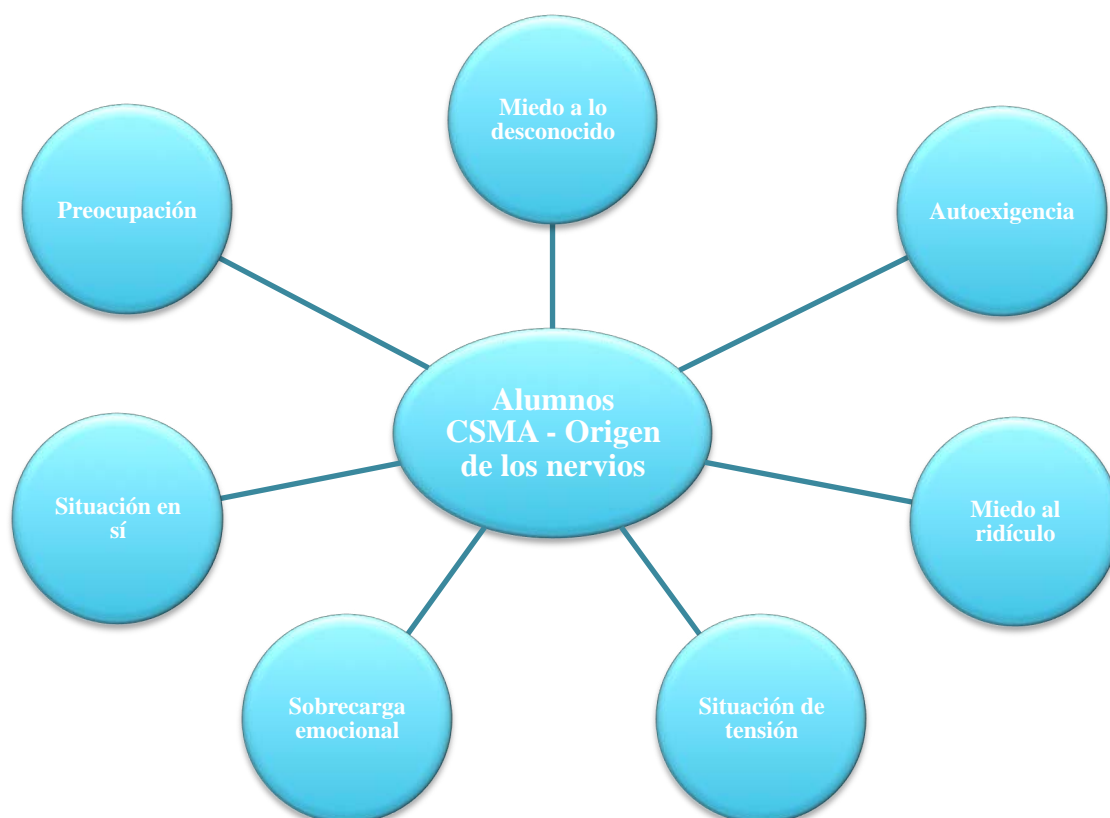 Miedo a lo
desconocido
Preocupación
Autoexigencia
Alumnos
CSMA - Origen
de los nervios
Situación en
sí
Miedo al
ridículo
Sobrecarga
emocional
Situación de
tensión